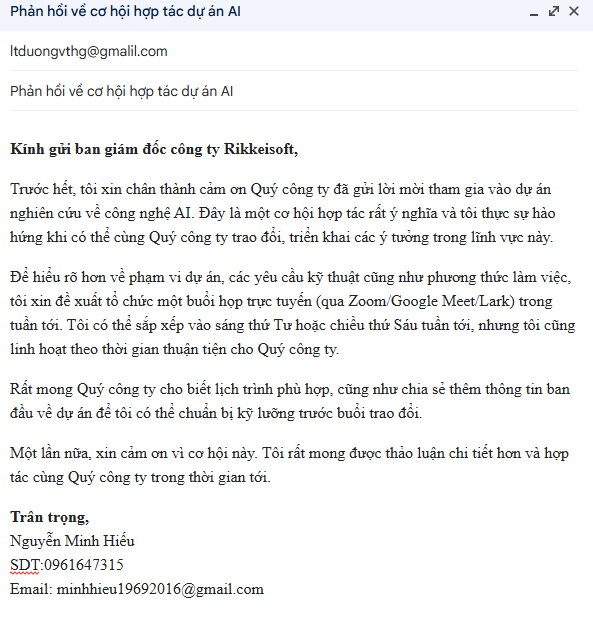 Phản hồi về cơ hội hợp tác dự án AI
ltduongvthg@gmalil.com
Phản hồi về cơ hội hợp tác dự án AI
Kính gửi ban giám đốc công ty Rikkeisoft,
Trước hết, tôi xin chân thành cảm ơn Quý công ty đã gửi lời mời tham gia vào dự án
nghiên cứu về công nghệ AI. Đây là một cơ hội hợp tác rất ý nghĩa và tôi thực sự hào
hứng khi có thể cùng Quý công ty trao đổi, triển khai các ý tưởng trong lĩnh vực này.
Để hiểu rõ hơn về phạm vi dự án, các yêu cầu kỹ thuật cũng như phương thức làm việc,
tôi xin đề xuất tổ chức một buổi họp trực tuyến (qua Zoom/Google Meet/Lark) trong
tuần tới. Tôi có thể sắp xếp vào sáng thứ Tư hoặc chiều thứ Sáu tuần tới, nhưng tôi cũng
linh hoạt theo thời gian thuận tiện cho Quý công ty.
Rất mong Quý công ty cho biết lịch trình phù hợp, cũng như chia sẻ thêm thông tin ban
đầu về dự án để tôi có thể chuẩn bị kỹ lưỡng trước buổi trao đổi.
Một lần nữa, xin cảm ơn vì cơ hội này. Tôi rất mong được thảo luận chi tiết hơn và hợp
tác cùng Quý công ty trong thời gian tới.
Trân trọng,
Nguyễn Minh Hiếu
SDT:0961647315
Email: minhhieu19692016@gmail.com